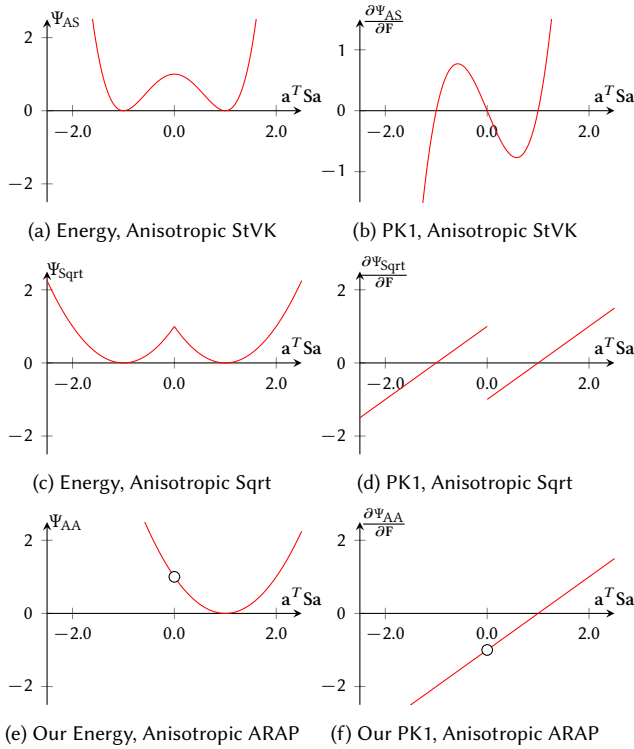 Ψ_AS ∂Ψ_AS/∂F
2 1
0 a^T Sa 0 a^T Sa
−2.0 0.0 2.0 −2.0 0.0 2.0
−2 −1
(a) Energy, Anisotropic StVK (b) PK1, Anisotropic StVK
Ψ_Sqrt ∂Ψ_Sqrt/∂F
2 2
0 a^T Sa 0 a^T Sa
−2.0 0.0 2.0 −2.0 0.0 2.0
−2 −2
(c) Energy, Anisotropic Sqrt (d) PK1, Anisotropic Sqrt
Ψ_AA ∂Ψ_AA/∂F
2 2
0 a^T Sa 0 a^T Sa
−2.0 0.0 2.0 −2.0 0.0 2.0
−2 −2
(e) Our Energy, Anisotropic ARAP (f) Our PK1, Anisotropic ARAP